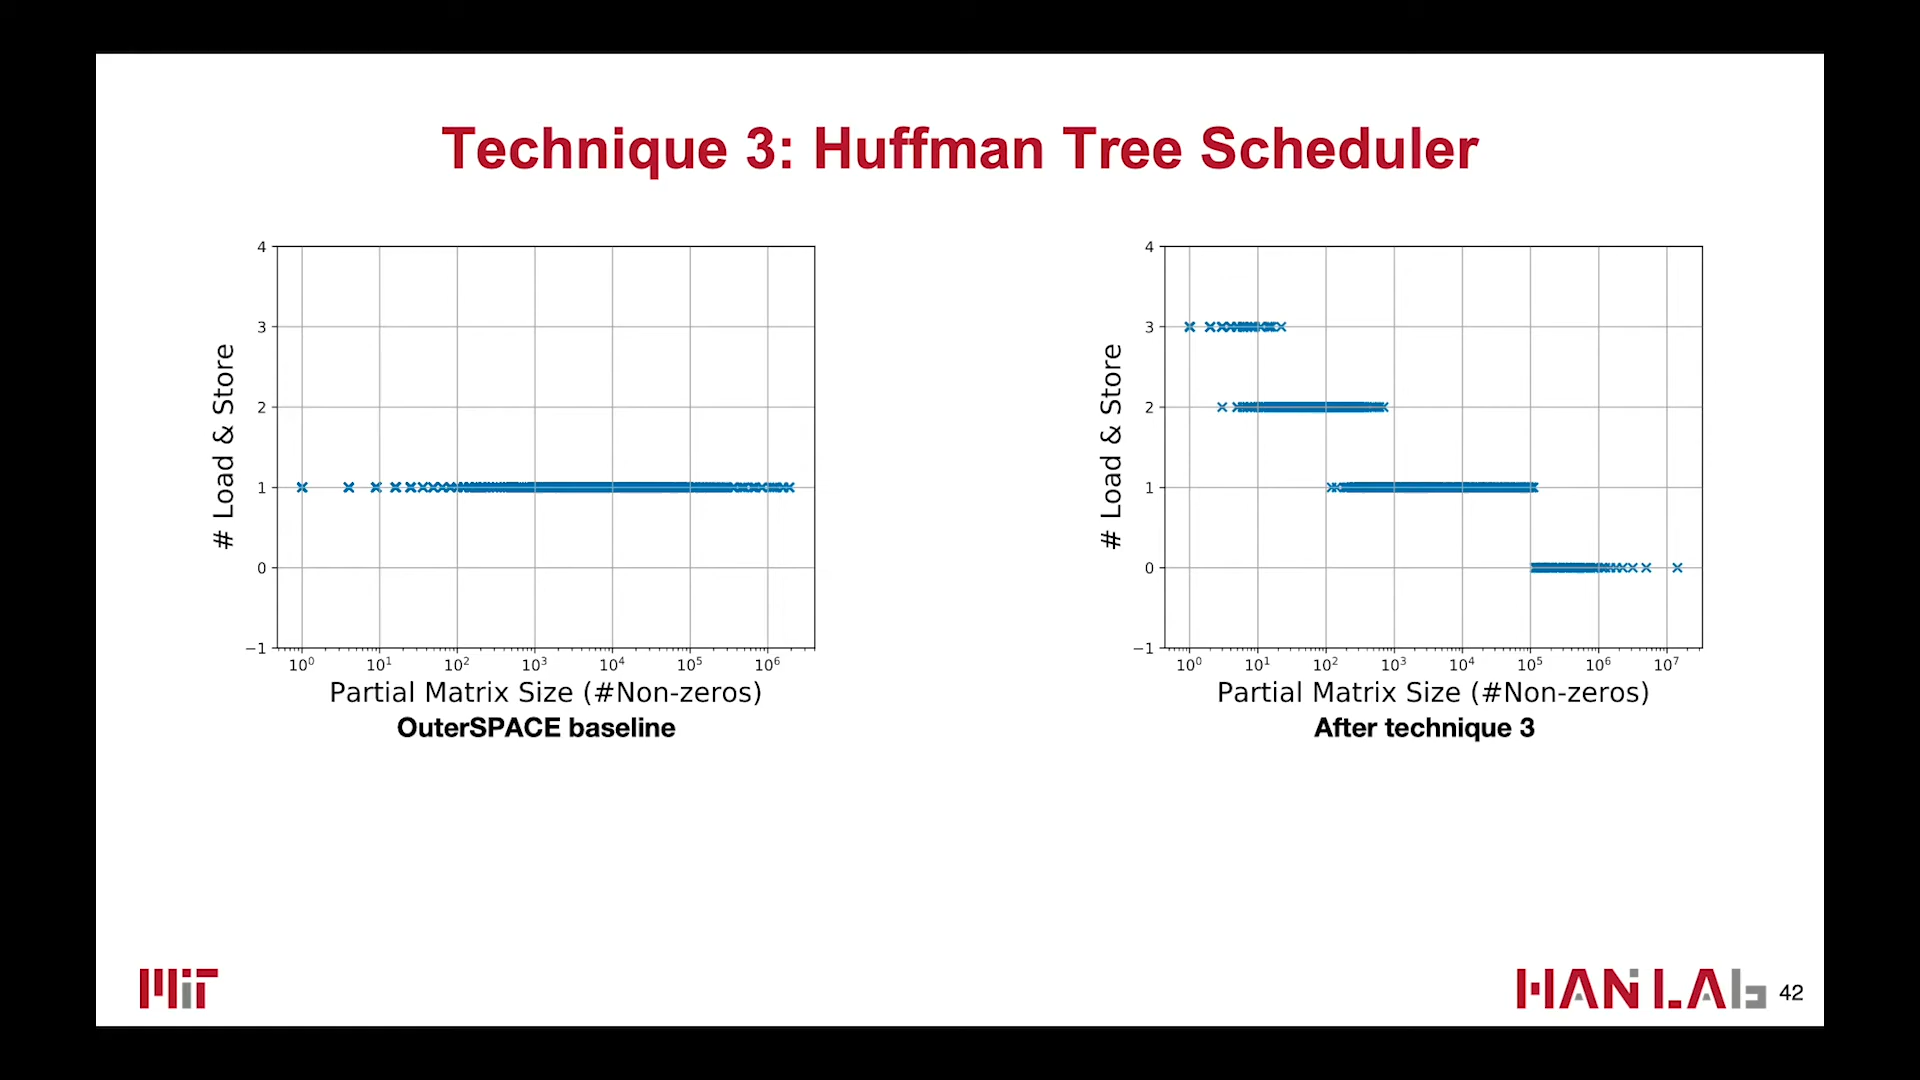 Technique 3: Huffman Tree Scheduler
4
3
2
1
0
−1
# Load & Store
10⁰ 10¹ 10² 10³ 10⁴ 10⁵ 10⁶
Partial Matrix Size (#Non-zeros)
OuterSPACE baseline
4
3
2
1
0
−1
# Load & Store
10⁰ 10¹ 10² 10³ 10⁴ 10⁵ 10⁶ 10⁷
Partial Matrix Size (#Non-zeros)
After technique 3
MIT
HAN LAb
42